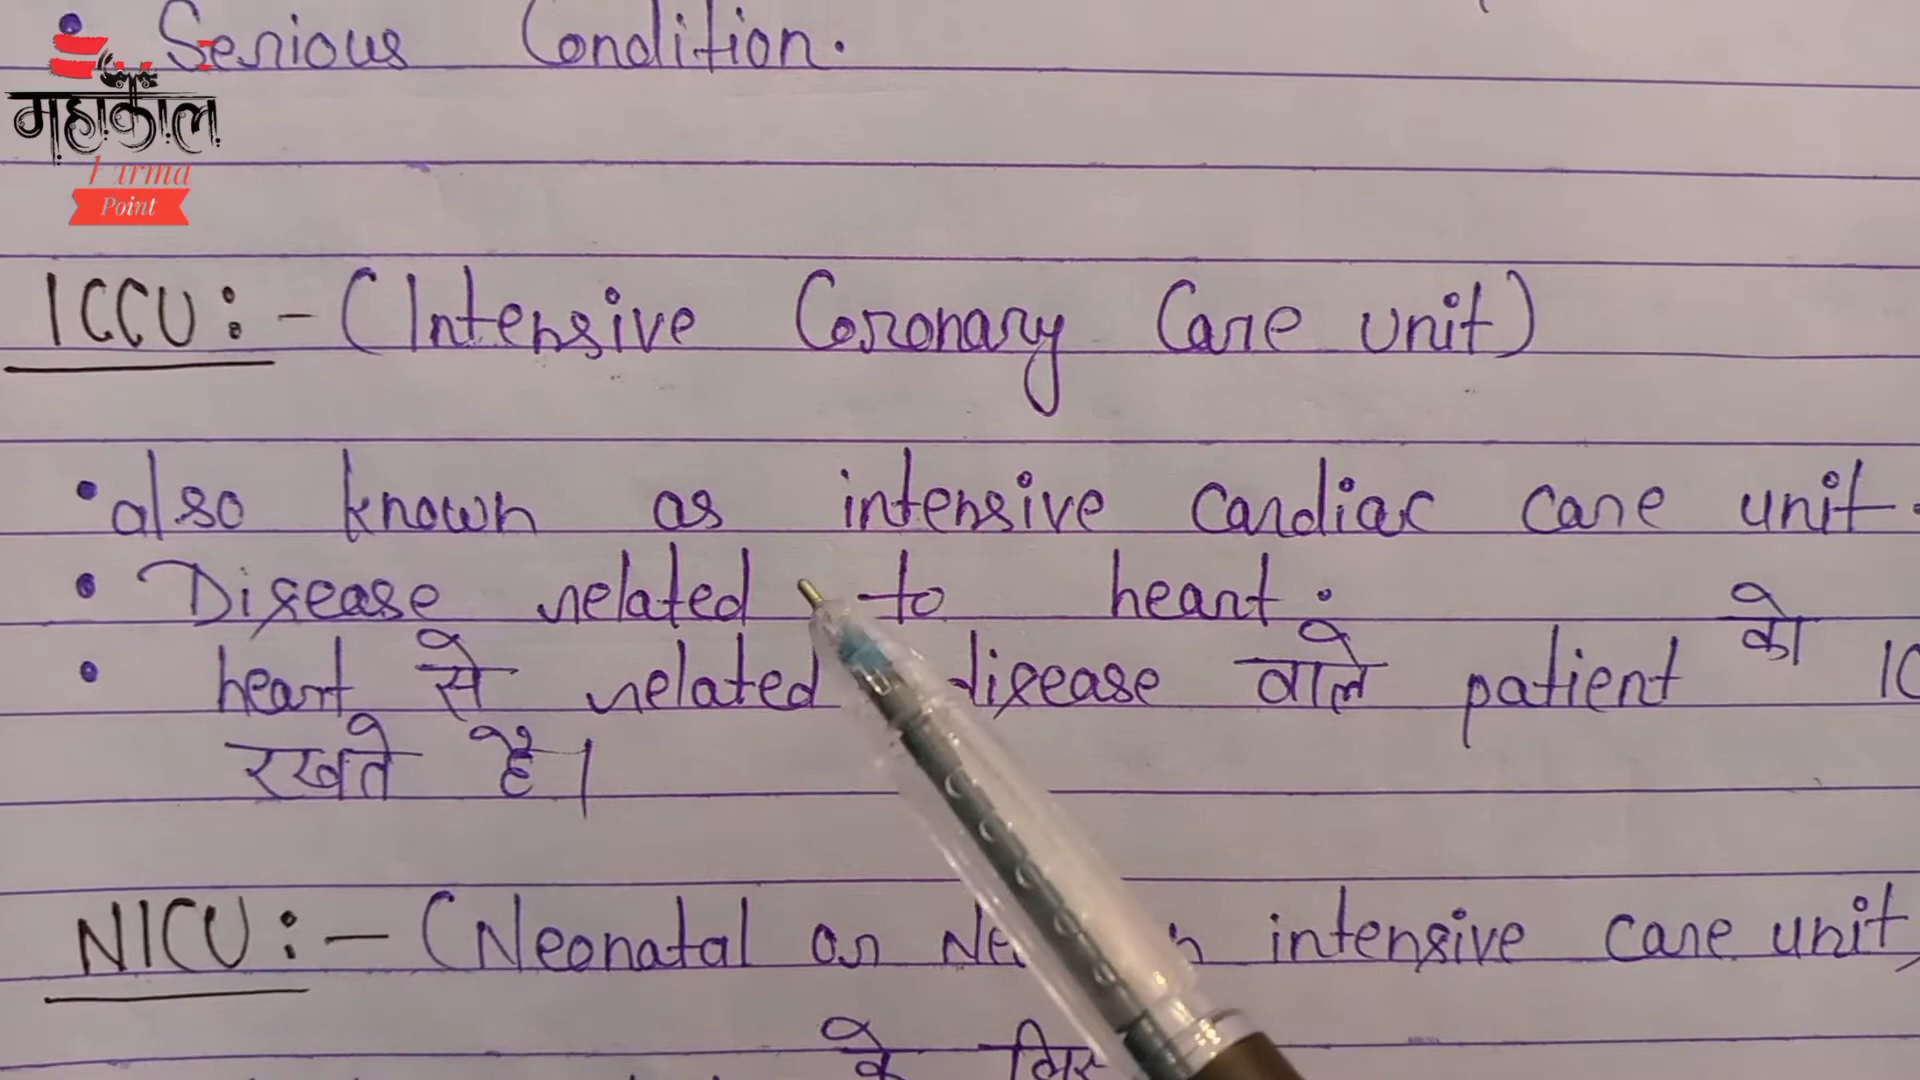 Serious Condition.
महाकाल
Point
ICCU:- (Intensive Coronary Care unit)
• also known as intensive cardiac care unit.
• Disease related to heart.
• heart से related disease वाले patient को
रखते है।
NICU:- (Neonatal or intensive care unit
के लिए